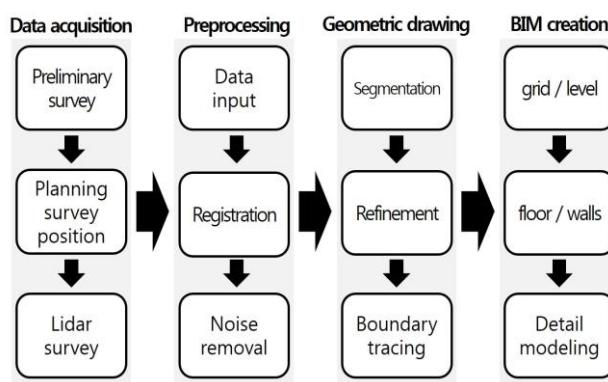 Data acquisition
Preliminary
survey
Planning
survey
position
Lidar
survey
Preprocessing
Data
input
Registration
Noise
removal
Geometric drawing
Segmentation
Refinement
Boundary
tracing
BIM creation
grid / level
floor / walls
Detail
modeling